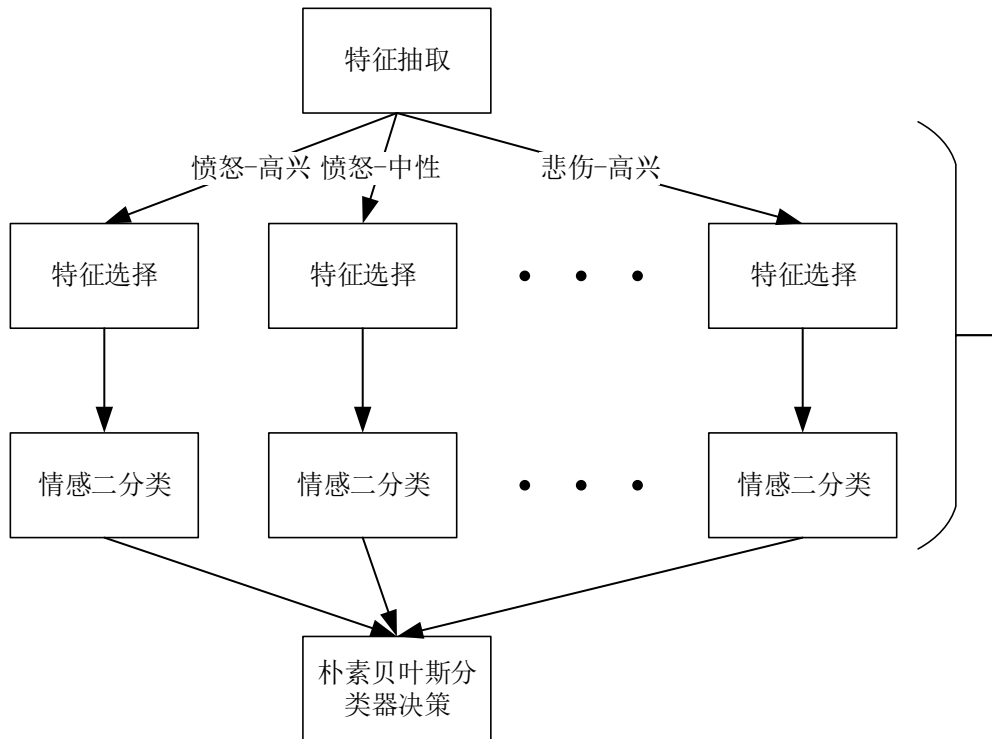 特征抽取
愤怒-高兴
愤怒-中性
悲伤-高兴
特征选择
特征选择
特征选择
情感二分类
情感二分类
情感二分类
朴素贝叶斯分
类器决策